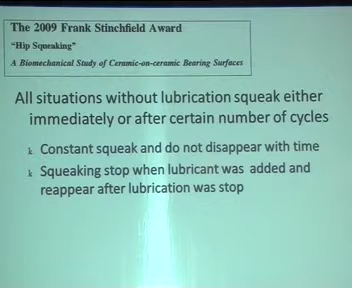 The 2009 Frank Stinchfield Award
“Hip Squeaking”
A Biomechanical Study of Ceramic-on-ceramic Bearing Surfaces
All situations without lubrication squeak either
immediately or after certain number of cycles
k Constant squeak and do not disappear with time
k Squeaking stop when lubricant was added and
reappear after lubrication was stop